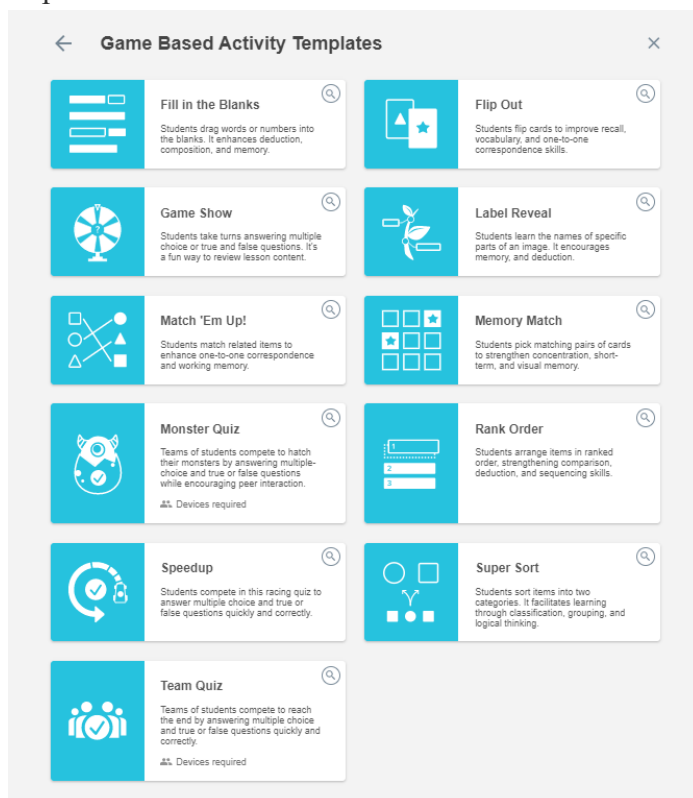 Game Based Activity Templates
Fill in the Blanks
Students drag words or numbers into
the blanks. It enhances deduction,
composition, and memory.
Flip Out
Students flip cards to improve recall,
vocabulary, and one-to-one
correspondence skills.
Game Show
Students take turns answering multiple
choice or true and false questions. It's
a fun way to review lesson content.
Label Reveal
Students learn the names of specific
parts of an image. It encourages
memory, and deduction.
Match 'Em Up!
Students match related items to
enhance one-to-one correspondence
and working memory.
Memory Match
Students pick matching pairs of cards
to strengthen concentration, short-
term, and visual memory.
Monster Quiz
Teams of students compete to hatch
their monsters by answering multiple-
choice and true or false questions
while encouraging peer interaction.
Devices required
1
2
3
Rank Order
Students arrange items in ranked
order, strengthening comparison,
deduction, and sequencing skills.
Speedup
Students compete in this racing quiz to
answer multiple choice and true or
false questions quickly and correctly.
Super Sort
Students sort items into two
categories. It facilitates learning
through classification, grouping, and
logical thinking.
Team Quiz
Teams of students compete to reach
the end by answering multiple choice
and true or false questions quickly and
correctly.
Devices required